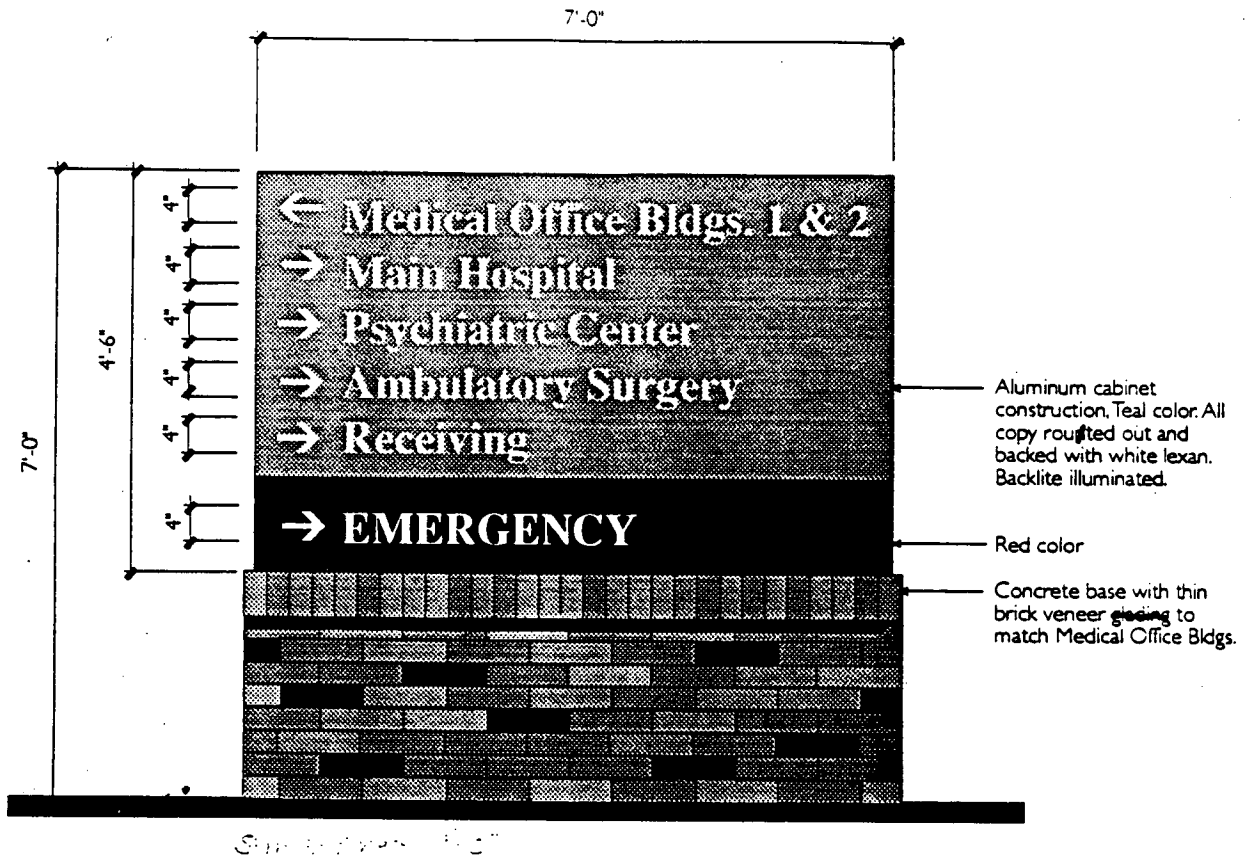 7'-0"
4"
← Medical Office Bldgs. 1 & 2
4"
→ Main Hospital
4"
→ Psychiatric Center
4"
→ Ambulatory Surgery
4"
→ Receiving
4'-6"
7'-0"
4"
→ EMERGENCY
Aluminum cabinet
construction, Teal color. All
copy routted out and
backed with white lexan.
Backlite illuminated.
Red color
Concrete base with thin
brick veneer to
match Medical Office Bldgs.